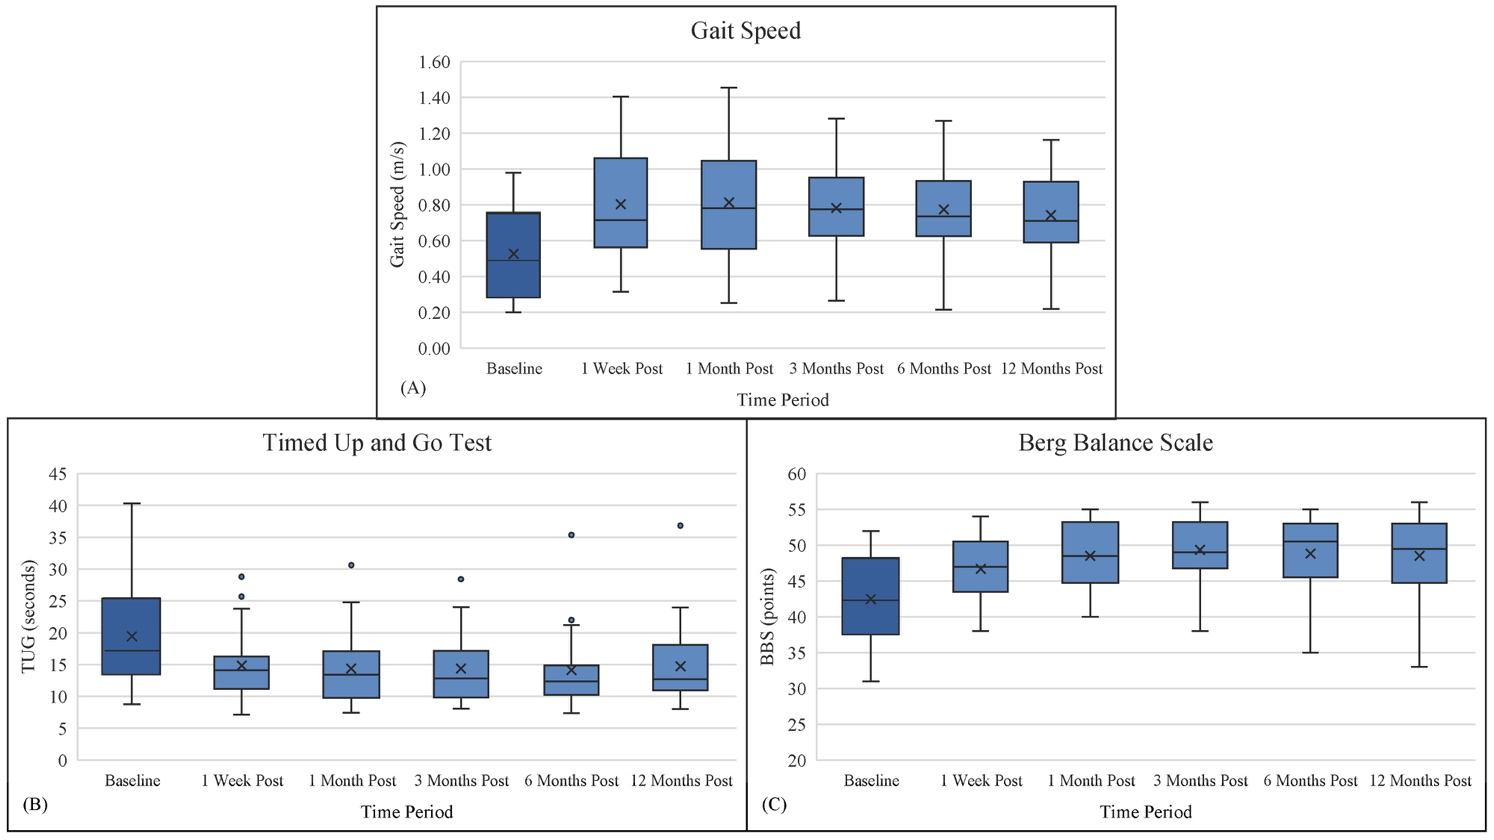 Gait Speed
1.60
1.40
1.20
1.00
0.80
0.60
0.40
0.20
0.00
Gait Speed (m/s)
Baseline 1 Week Post 1 Month Post 3 Months Post 6 Months Post 12 Months Post
(A)
Time Period
Timed Up and Go Test
45
40
35
30
25
20
15
10
5
0
TUG (seconds)
Baseline 1 Week Post 1 Month Post 3 Months Post 6 Months Post 12 Months Post
(B)
Time Period
Berg Balance Scale
60
55
50
45
40
35
30
25
20
BBS (points)
Baseline 1 Week Post 1 Month Post 3 Months Post 6 Months Post 12 Months Post
(C)
Time Period